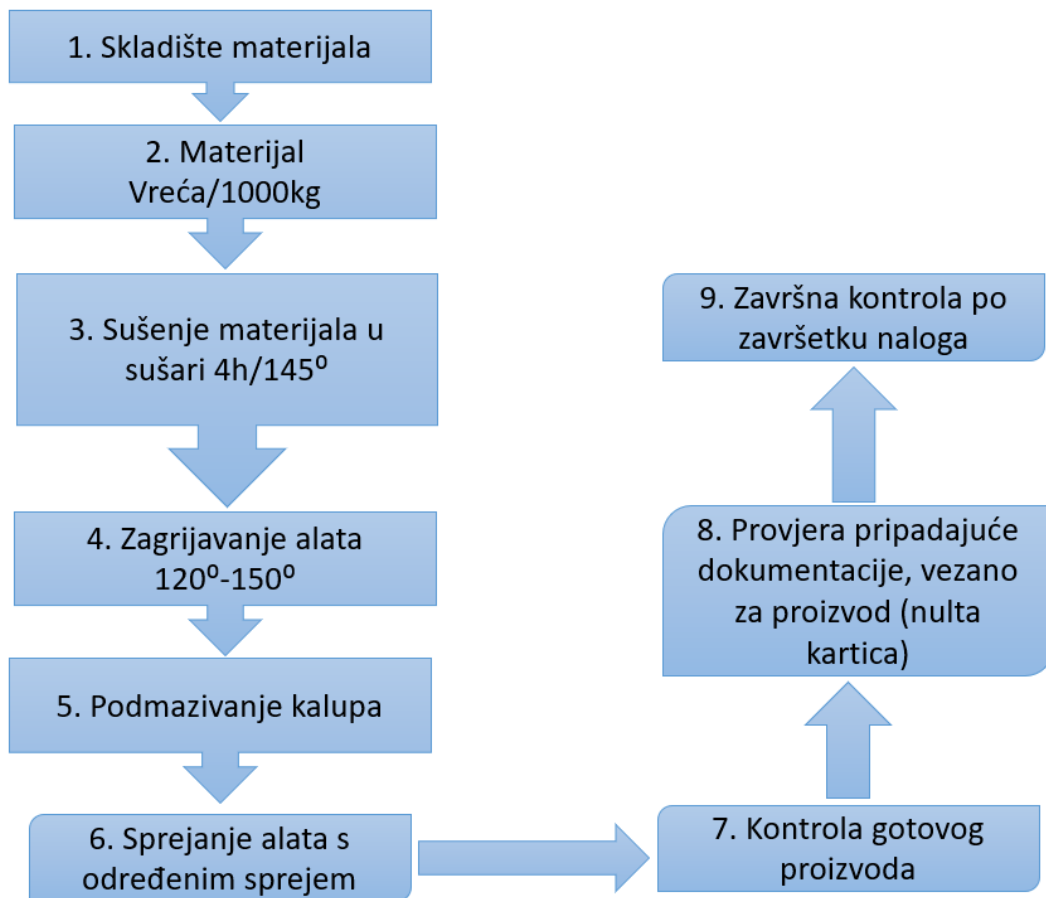 1. Skladište materijala
2. Materijal
Vreća/1000kg
3. Sušenje materijala u
sušari 4h/145⁰
4. Zagrijavanje alata
120⁰-150⁰
5. Podmazivanje kalupa
6. Sprejanje alata s
određenim sprejem
7. Kontrola gotovog
proizvoda
8. Provjera pripadajuće
dokumentacije, vezano
za proizvod (nulta
kartica)
9. Završna kontrola po
završetku naloga